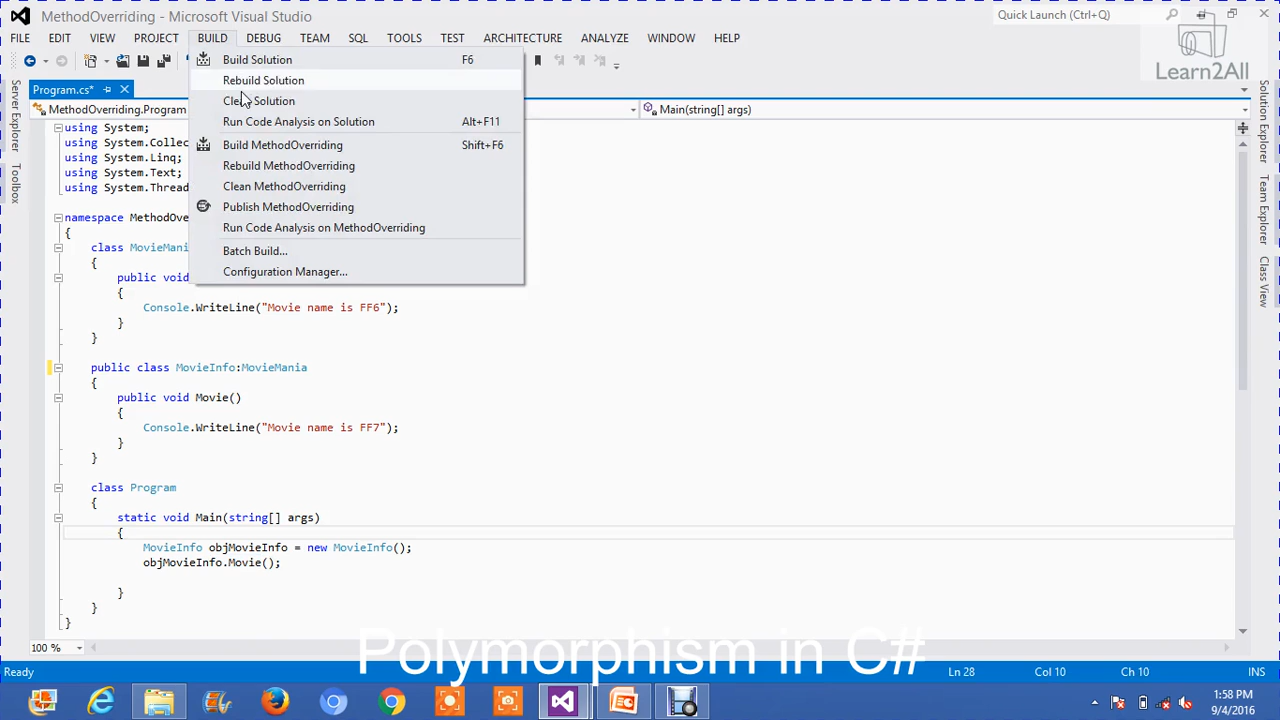 MethodOverriding - Microsoft Visual Studio
Quick Launch (Ctrl+Q)
FILE EDIT VIEW PROJECT BUILD DEBUG TEAM SQL TOOLS TEST ARCHITECTURE ANALYZE WINDOW HELP
Learn2All
Build Solution F6
Rebuild Solution
Clean Solution
Run Code Analysis on Solution Alt+F11
Build MethodOverriding Shift+F6
Rebuild MethodOverriding
Clean MethodOverriding
Publish MethodOverriding
Run Code Analysis on MethodOverriding
Batch Build...
Configuration Manager...
Server Explorer
Toolbox
Solution Explorer
Team Explorer
Class View
Program.cs*
MethodOverriding.Program
Main(string[] args)
using System;
using System.Collec
using System.Linq;
using System.Text;
using System.Thread
namespace MethodOve
{
class MovieMani
{
public void
{
Console.WriteLine("Movie name is FF6");
}
}
public class MovieInfo:MovieMania
{
public void Movie()
{
Console.WriteLine("Movie name is FF7");
}
}
class Program
{
static void Main(string[] args)
{
MovieInfo objMovieInfo = new MovieInfo();
objMovieInfo.Movie();
}
}
}
100 %
Polymorphism in C#
Ready Ln 28 Col 10 Ch 10 INS
1:58 PM
9/4/2016